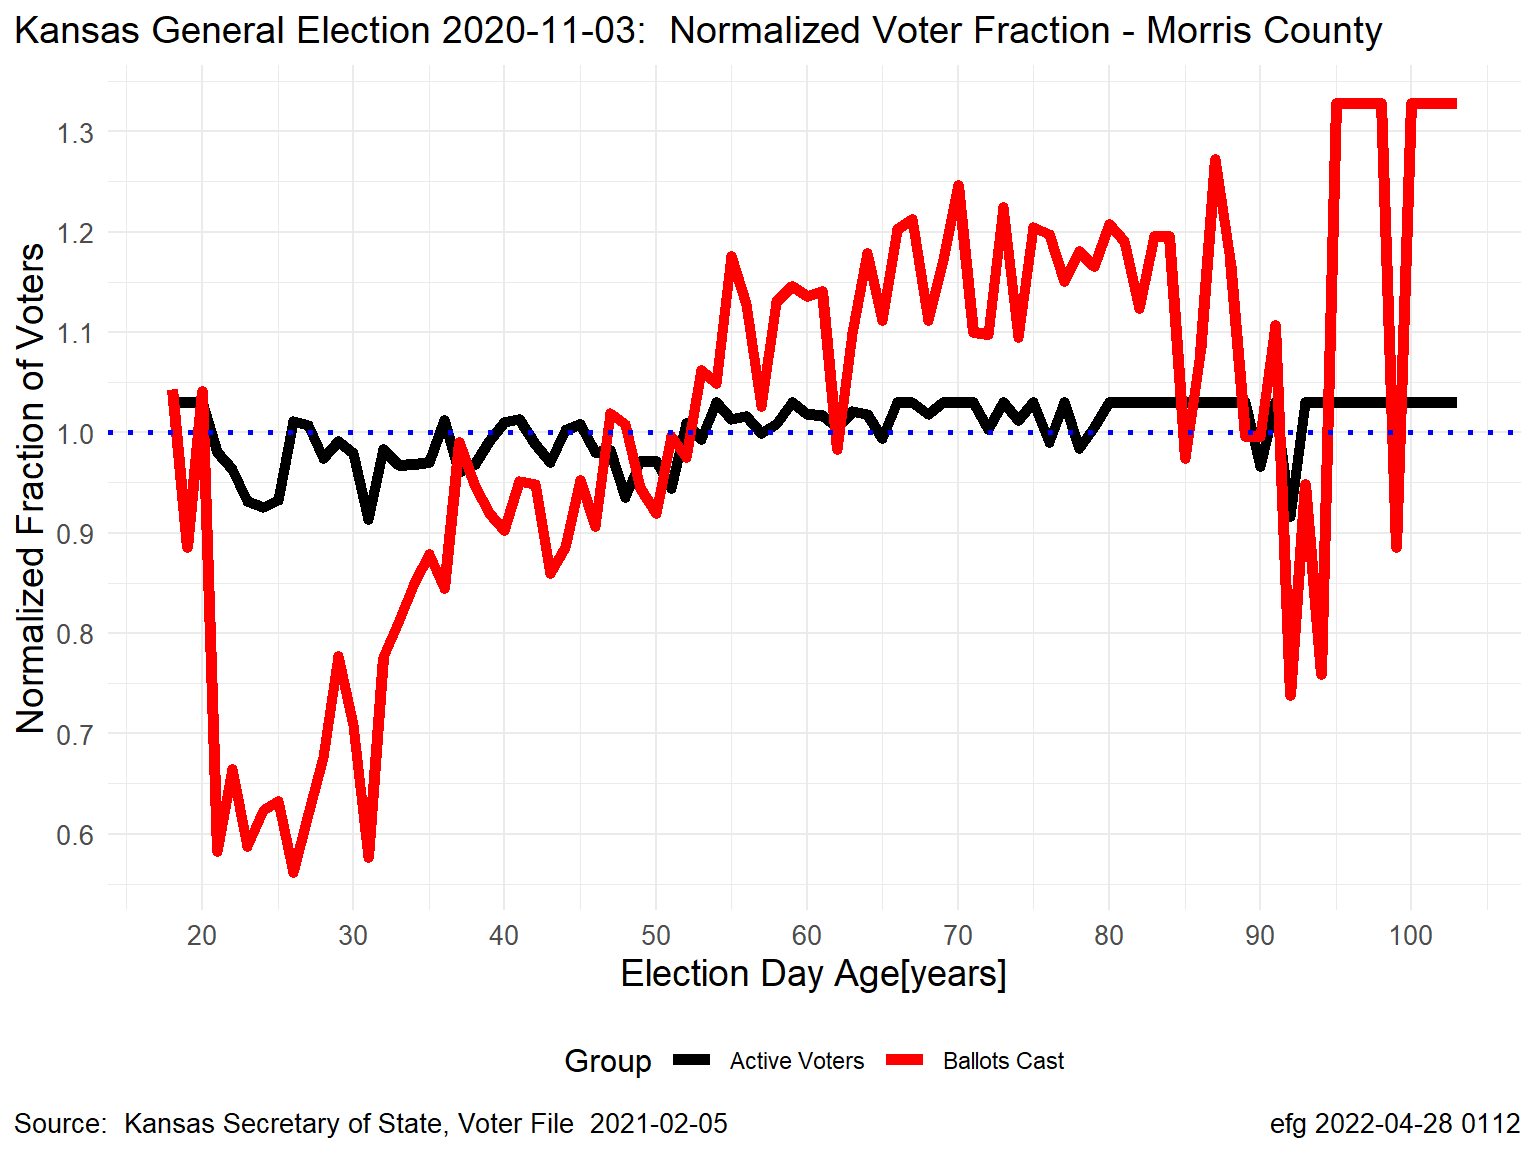 Kansas General Election 2020-11-03:  Normalized Voter Fraction - Morris County
Normalized Fraction of Voters
1.3
1.2
1.1
1.0
0.9
0.8
0.7
0.6
20 30 40 50 60 70 80 90 100
Election Day Age[years]
Group Active Voters Ballots Cast
Source:  Kansas Secretary of State, Voter File  2021-02-05 efg 2022-04-28 0112